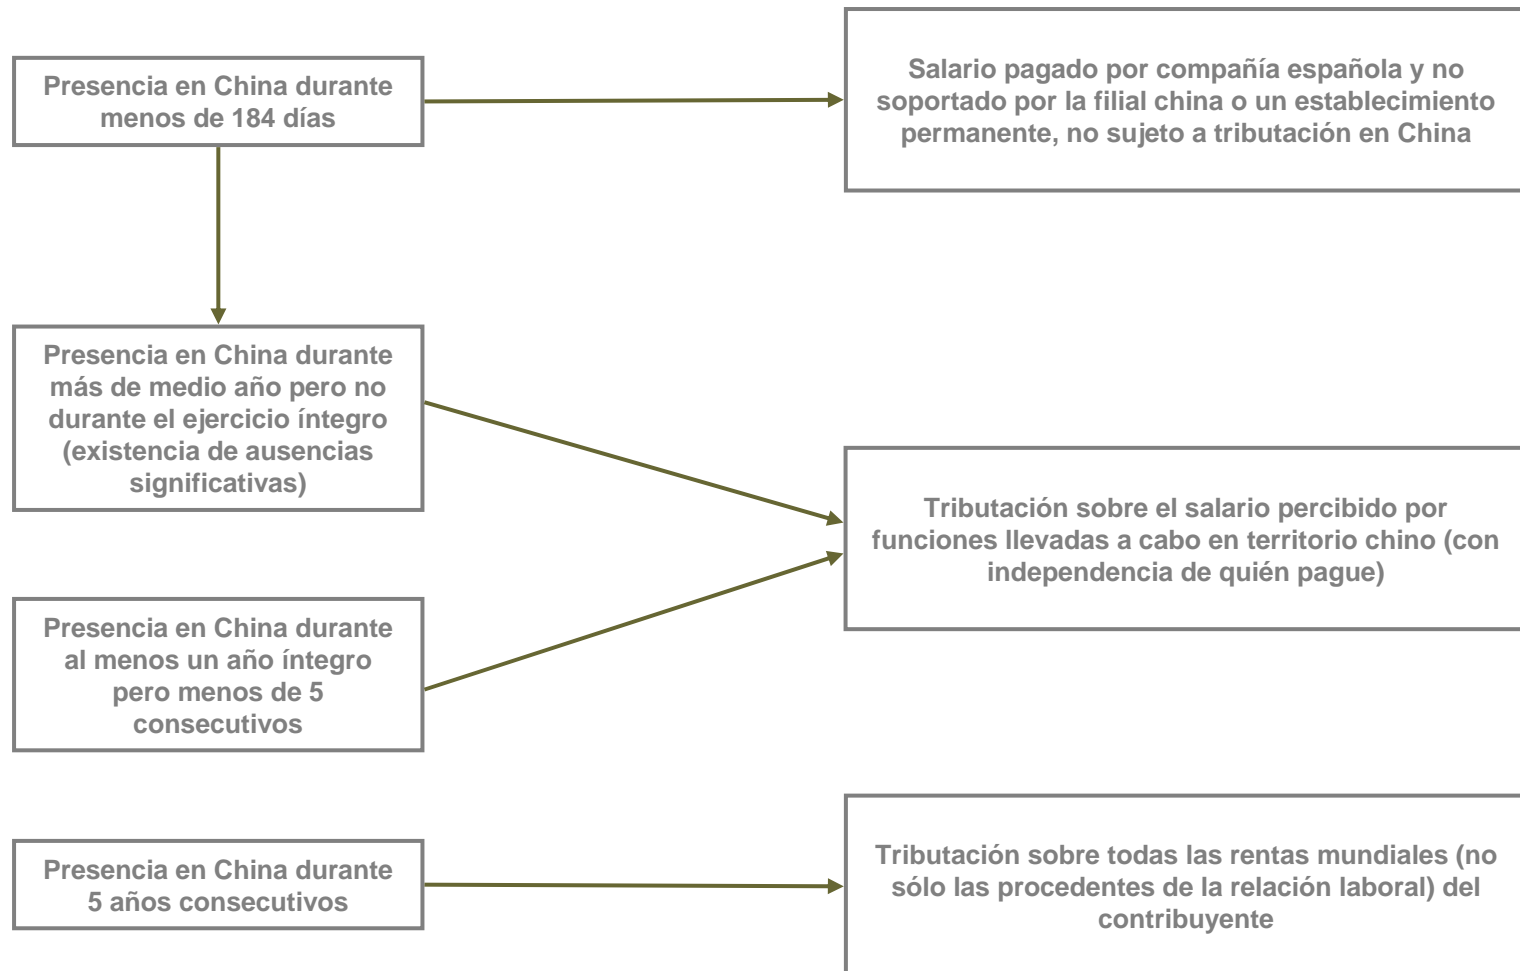 Presencia en China durante
menos de 184 días
Salario pagado por compañía española y no
soportado por la filial china o un establecimiento
permanente, no sujeto a tributación en China
Presencia en China durante
más de medio año pero no
durante el ejercicio íntegro
(existencia de ausencias
significativas)
Tributación sobre el salario percibido por
funciones llevadas a cabo en territorio chino (con
independencia de quién pague)
Presencia en China durante
al menos un año íntegro
pero menos de 5
consecutivos
Presencia en China durante
5 años consecutivos
Tributación sobre todas las rentas mundiales (no
sólo las procedentes de la relación laboral) del
contribuyente